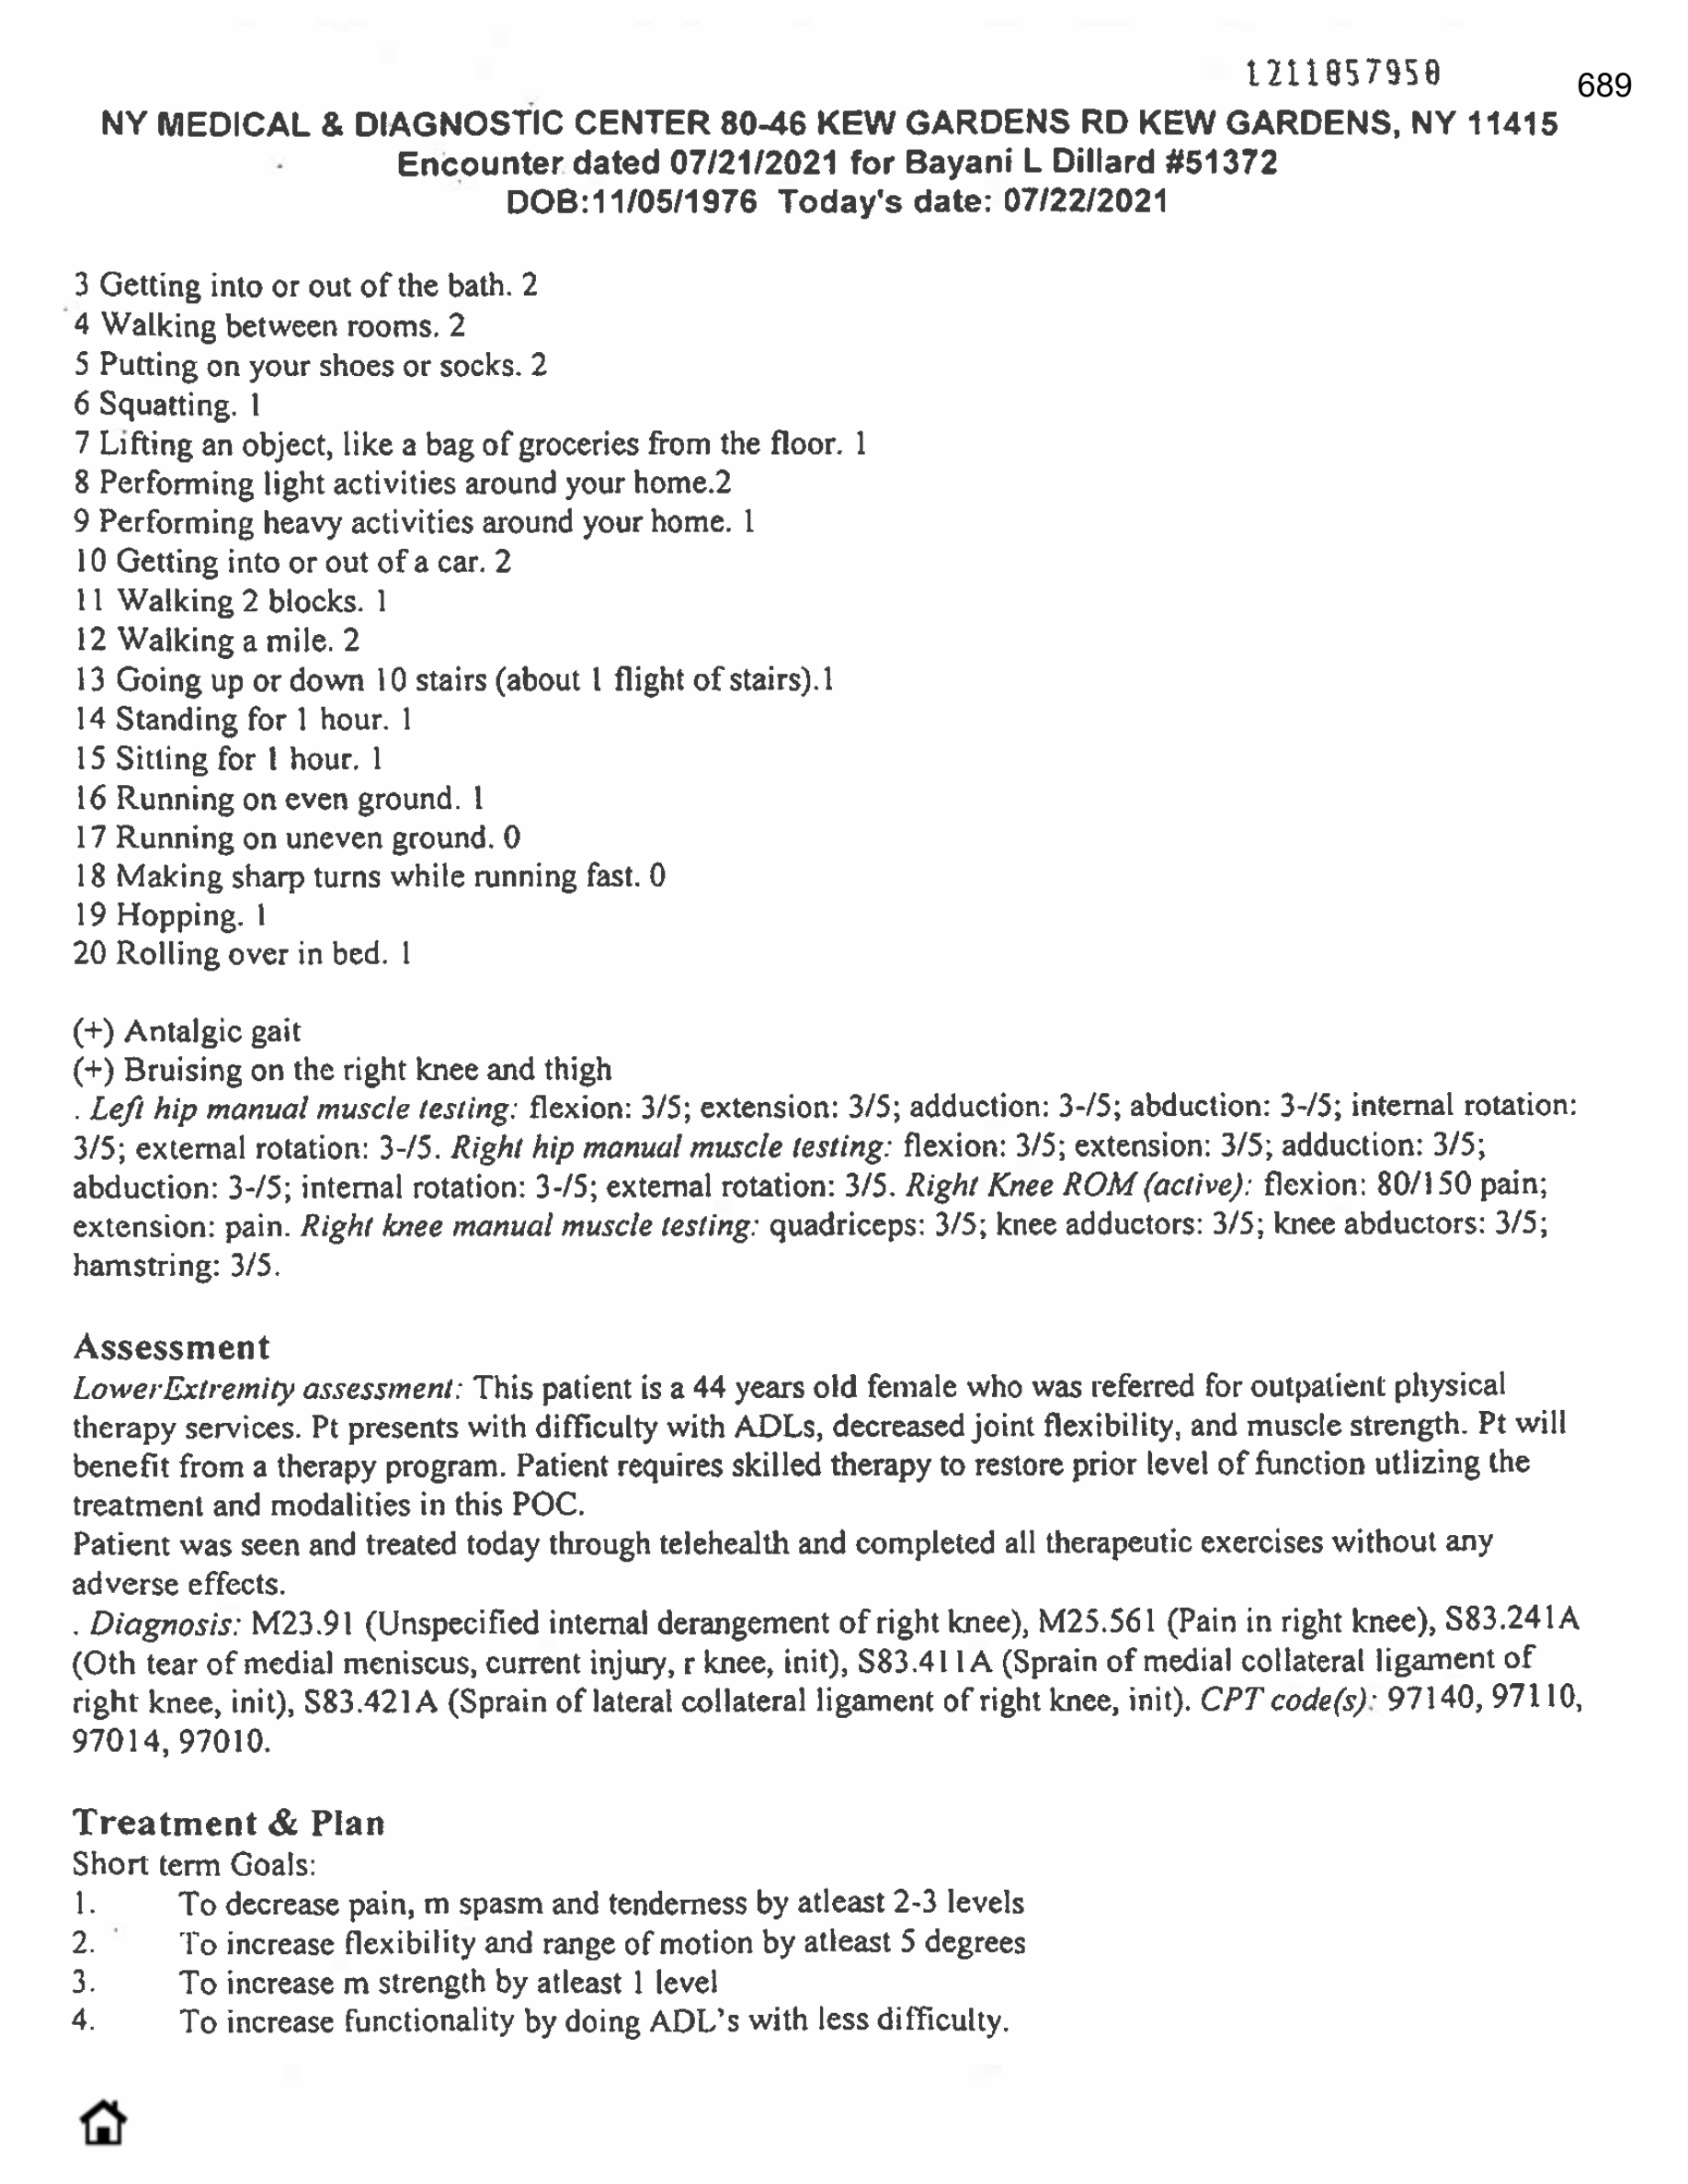 1211057950
689
NY MEDICAL & DIAGNOSTIC CENTER 80-46 KEW GARDENS RD KEW GARDENS, NY 11415
Encounter dated 07/21/2021 for Bayani L Dillard #51372
DOB:11/05/1976 Today's date: 07/22/2021
3 Getting into or out of the bath. 2
4 Walking between rooms. 2
5 Putting on your shoes or socks. 2
6 Squatting. 1
7 Lifting an object, like a bag of groceries from the floor. 1
8 Performing light activities around your home.2
9 Performing heavy activities around your home. 1
10 Getting into or out of a car. 2
11 Walking 2 blocks. 1
12 Walking a mile. 2
13 Going up or down 10 stairs (about 1 flight of stairs).1
14 Standing for 1 hour. 1
15 Sitting for 1 hour. 1
16 Running on even ground. 1
17 Running on uneven ground. 0
18 Making sharp turns while running fast. 0
19 Hopping. 1
20 Rolling over in bed. 1
(+) Antalgic gait
(+) Bruising on the right knee and thigh
. Left hip manual muscle testing: flexion: 3/5; extension: 3/5; adduction: 3-/5; abduction: 3-/5; internal rotation:
3/5; external rotation: 3-/5. Right hip manual muscle testing: flexion: 3/5; extension: 3/5; adduction: 3/5;
abduction: 3-/5; internal rotation: 3-/5; external rotation: 3/5. Right Knee ROM (active): flexion: 80/150 pain;
extension: pain. Right knee manual muscle testing: quadriceps: 3/5; knee adductors: 3/5; knee abductors: 3/5;
hamstring: 3/5.
Assessment
LowerExtremity assessment: This patient is a 44 years old female who was referred for outpatient physical
therapy services. Pt presents with difficulty with ADLs, decreased joint flexibility, and muscle strength. Pt will
benefit from a therapy program. Patient requires skilled therapy to restore prior level of function utlizing the
treatment and modalities in this POC.
Patient was seen and treated today through telehealth and completed all therapeutic exercises without any
adverse effects.
. Diagnosis: M23.91 (Unspecified internal derangement of right knee), M25.561 (Pain in right knee), S83.241A
(Oth tear of medial meniscus, current injury, r knee, init), S83.411A (Sprain of medial collateral ligament of
right knee, init), S83.421A (Sprain of lateral collateral ligament of right knee, init). CPT code(s): 97140, 97110,
97014, 97010.
Treatment & Plan
Short term Goals:
1. To decrease pain, m spasm and tenderness by atleast 2-3 levels
2. To increase flexibility and range of motion by atleast 5 degrees
3. To increase m strength by atleast 1 level
4. To increase functionality by doing ADL's with less difficulty.